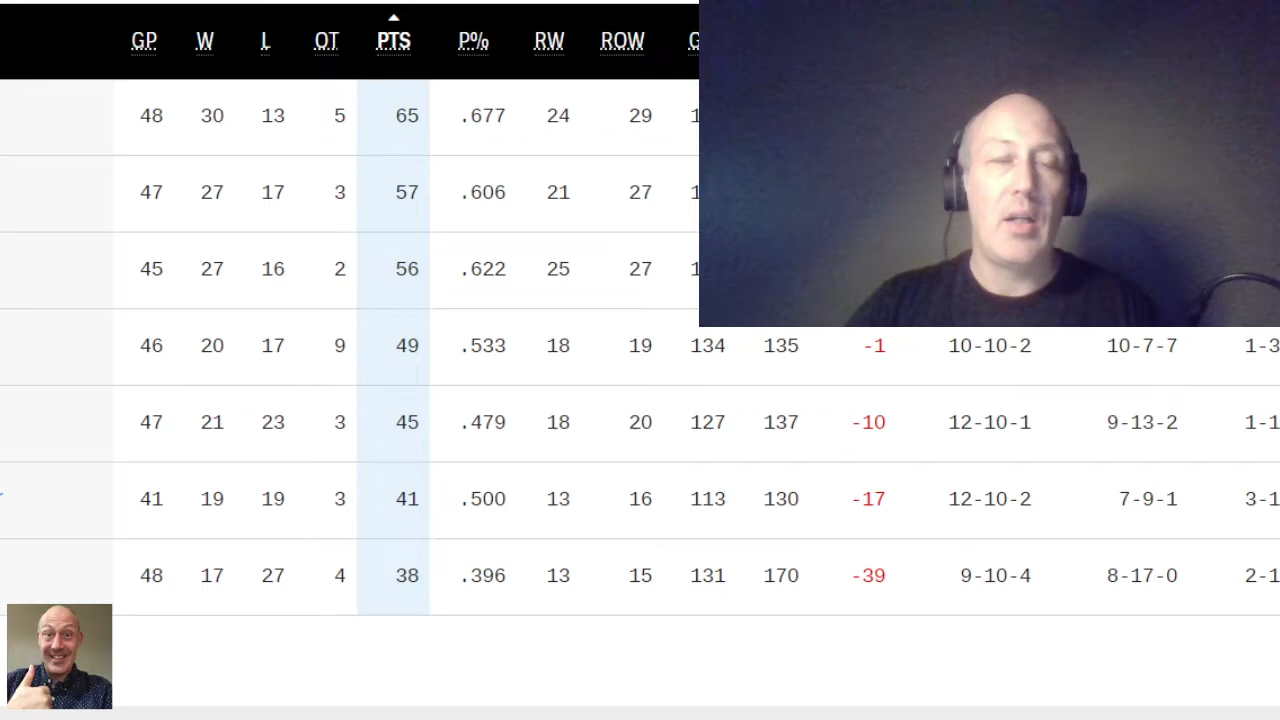 GP W L OT PTS P% RW ROW G
48 30 13 5 65 .677 24 29 1
47 27 17 3 57 .606 21 27 1
45 27 16 2 56 .622 25 27 1
46 20 17 9 49 .533 18 19 134 135 -1 10-10-2 10-7-7 1-3
47 21 23 3 45 .479 18 20 127 137 -10 12-10-1 9-13-2 1-1
41 19 19 3 41 .500 13 16 113 130 -17 12-10-2 7-9-1 3-1
48 17 27 4 38 .396 13 15 131 170 -39 9-10-4 8-17-0 2-1